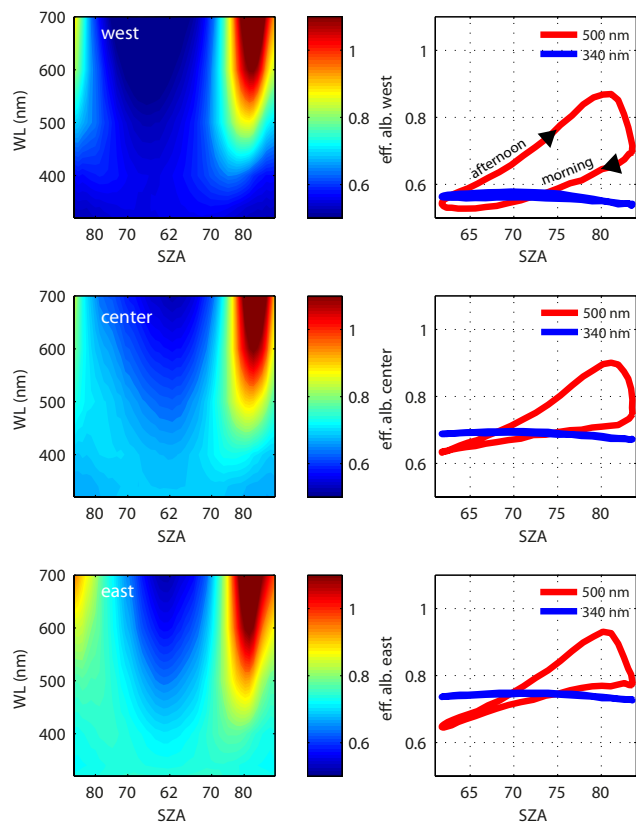 700
600
500
400
WL (nm)
west
80 70 62 70 80
SZA
1
0.8
0.6
1
0.8
0.6
eff. alb. west
500 nm
340 nm
afternoon
morning
65 70 75 80
SZA
700
600
500
400
WL (nm)
center
80 70 62 70 80
SZA
1
0.8
0.6
1
0.8
0.6
eff. alb. center
500 nm
340 nm
65 70 75 80
SZA
700
600
500
400
WL (nm)
east
80 70 62 70 80
SZA
1
0.8
0.6
1
0.8
0.6
eff. alb. east
500 nm
340 nm
65 70 75 80
SZA